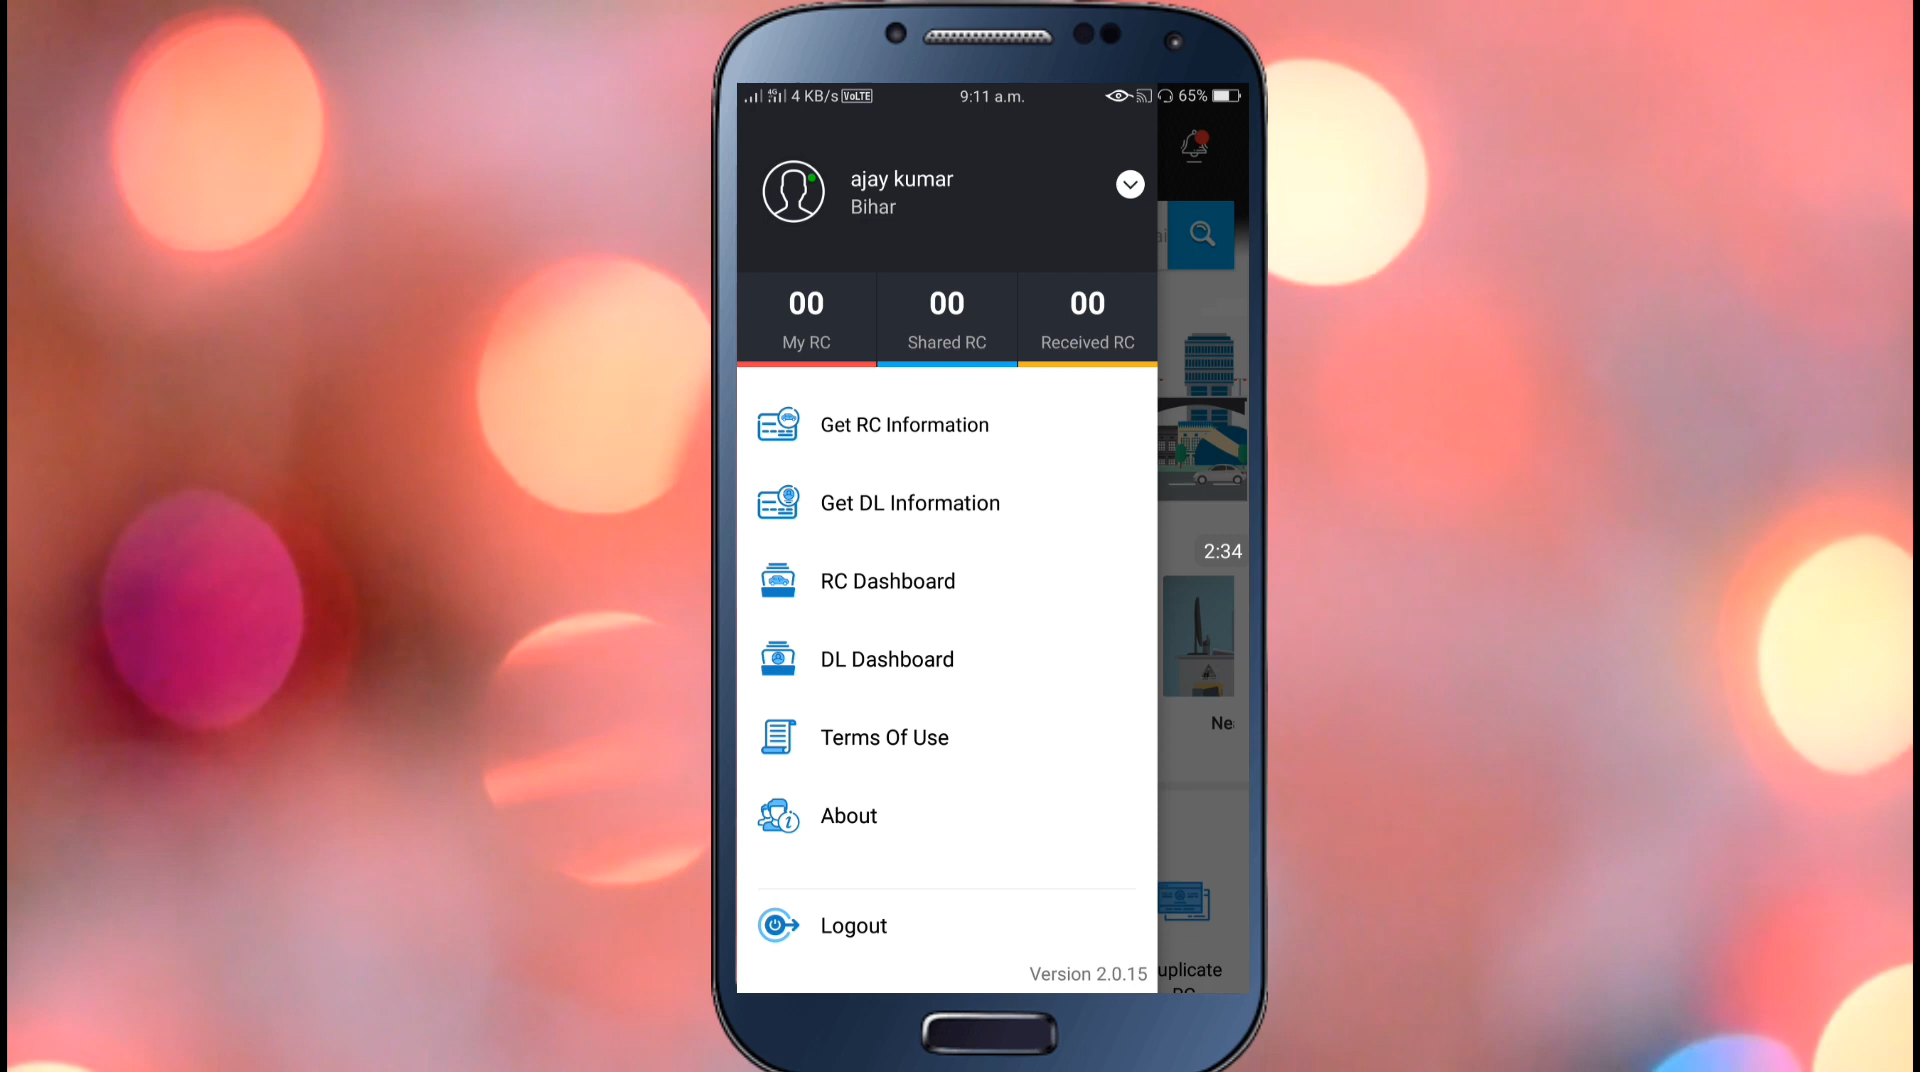 4G 4 KB/s VoLTE 9:11 a.m. 65%
ajay kumar
Bihar
00 00 00
My RC Shared RC Received RC
Get RC Information
Get DL Information
RC Dashboard
2:34
DL Dashboard
Terms Of Use
About
Logout
Version 2.0.15